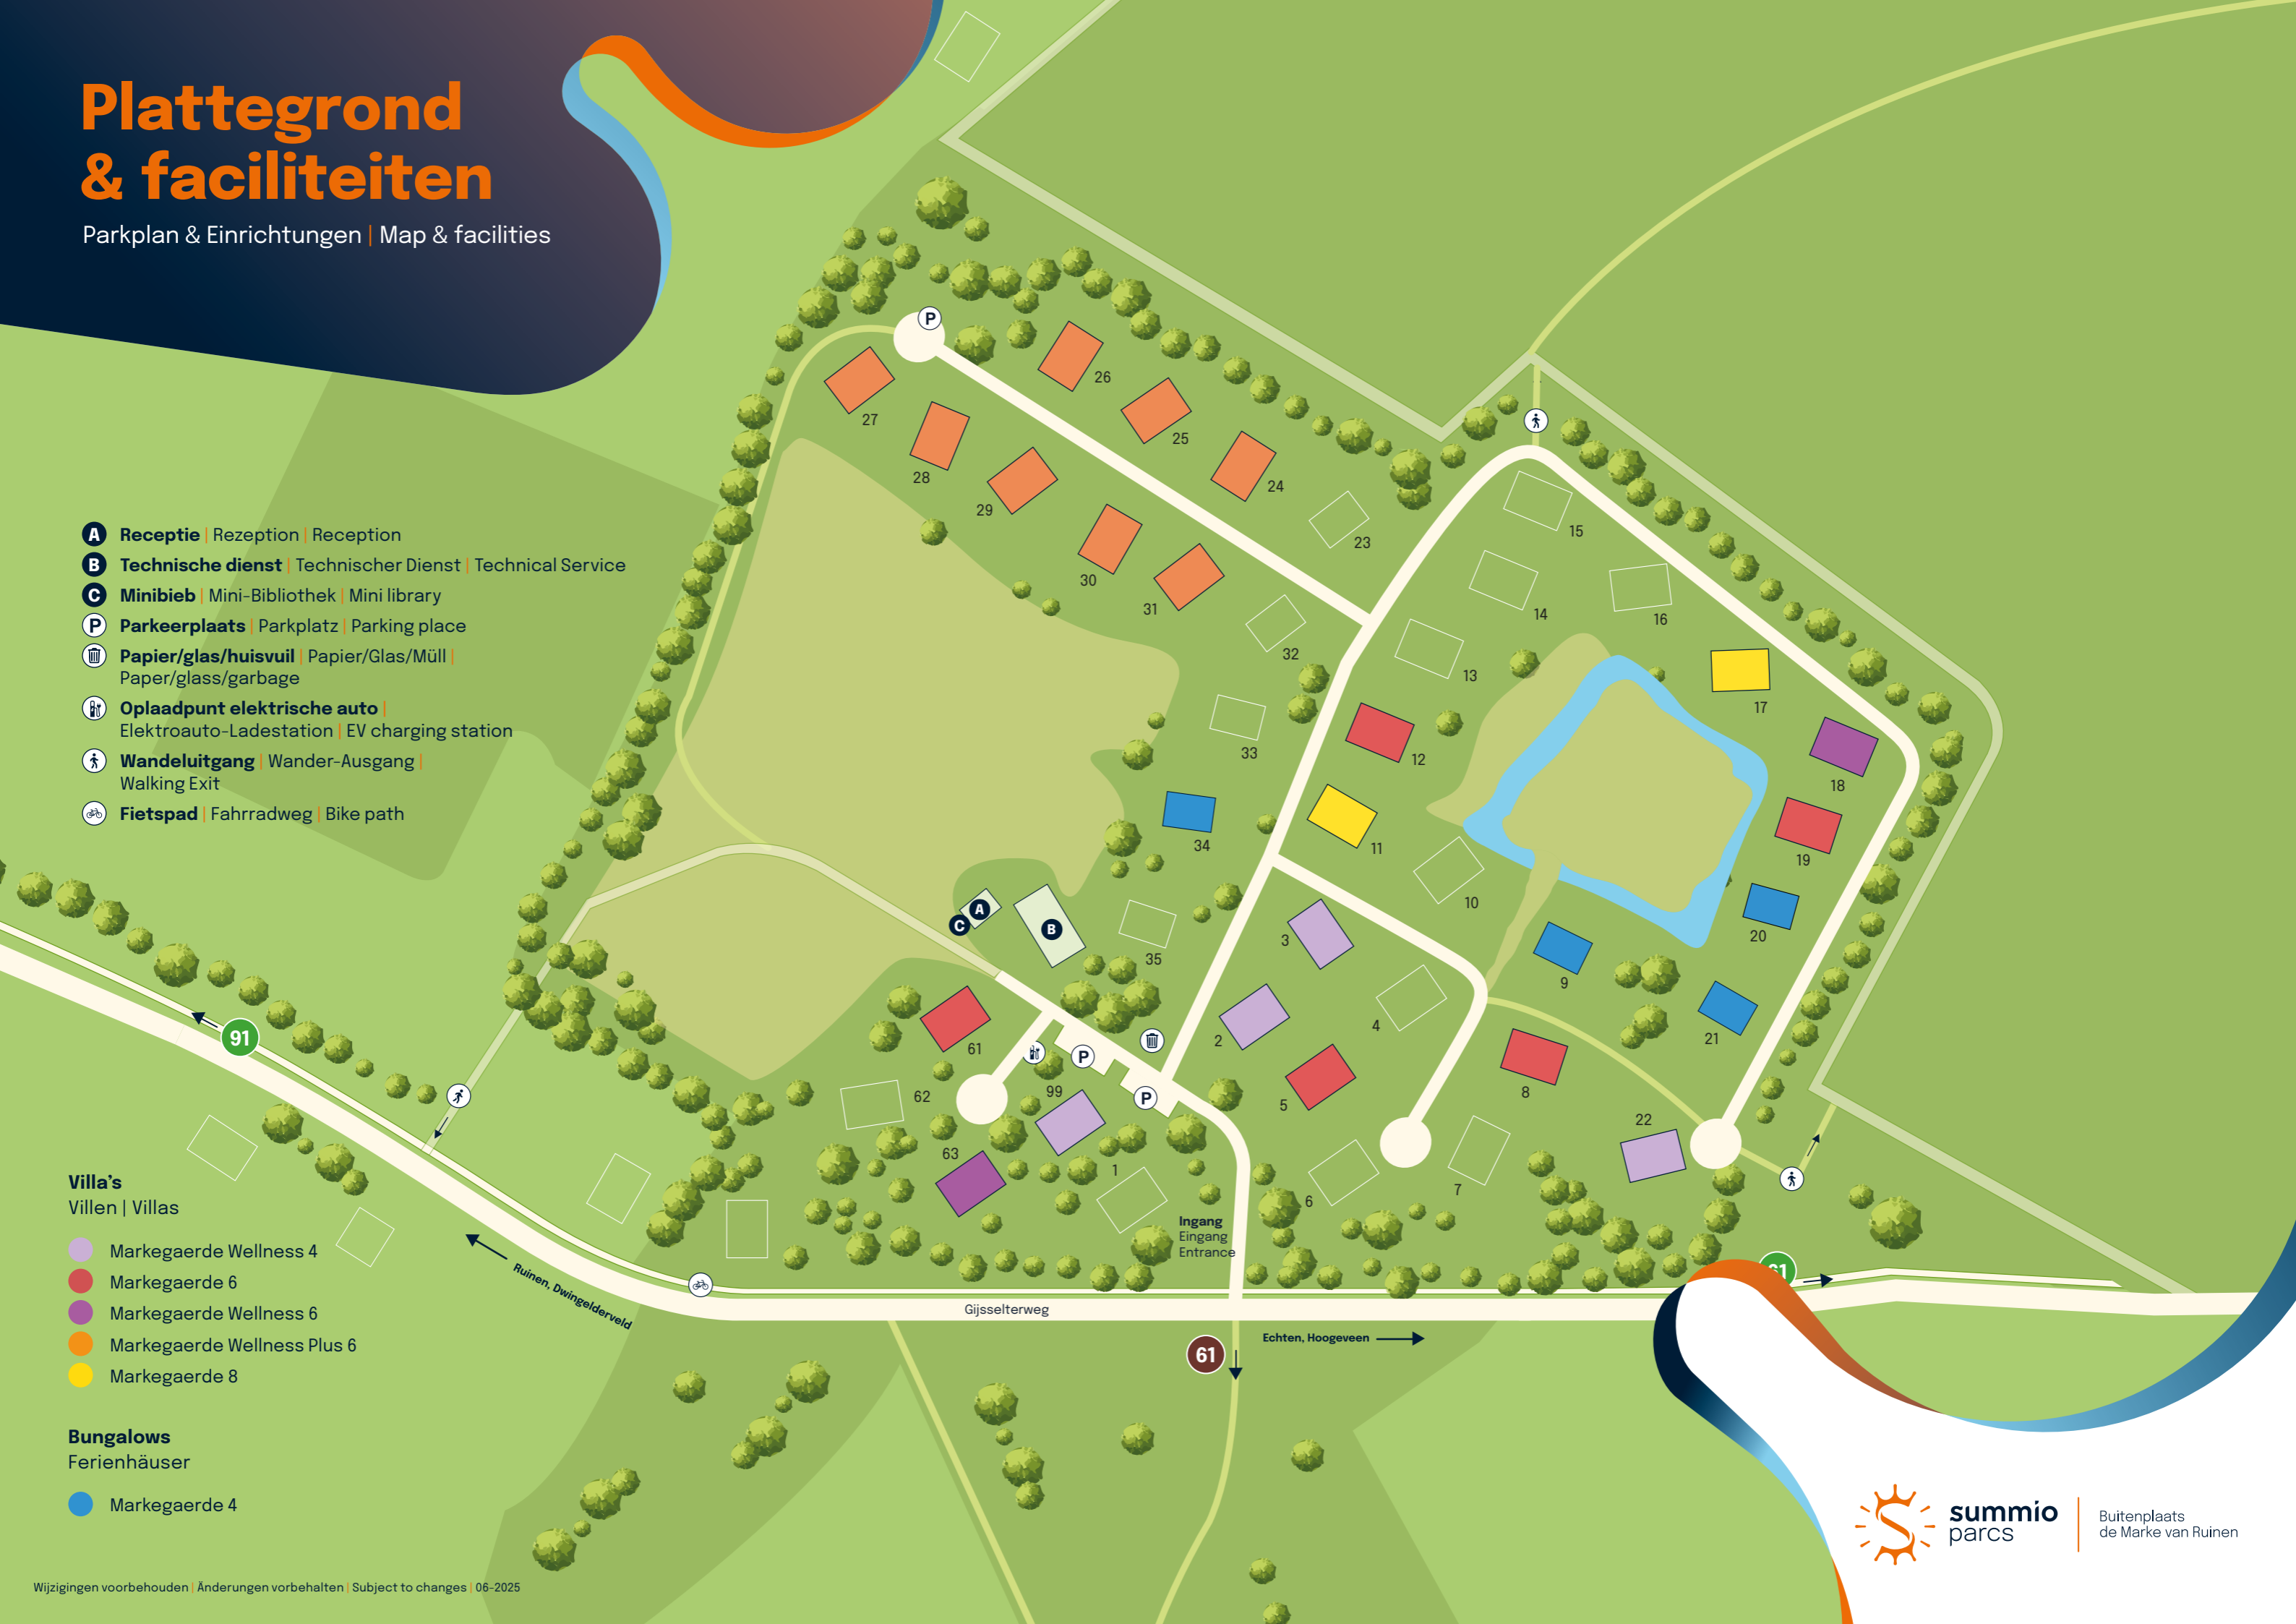 Plattegrond
& faciliteiten
Parkplan & Einrichtungen | Map & facilities
A Receptie | Rezeption | Reception
B Technische dienst | Technischer Dienst | Technical Service
C Minibieb | Mini-Bibliothek | Mini library
P Parkeerplaats | Parkplatz | Parking place
Papier/glas/huisvuil | Papier/Glas/Müll |
Paper/glass/garbage
Oplaadpunt elektrische auto |
Elektroauto-Ladestation | EV charging station
Wandeluitgang | Wander-Ausgang |
Walking Exit
Fietspad | Fahrradweg | Bike path
Villa's
Villen | Villas
Markegaerde Wellness 4
Markegaerde 6
Markegaerde Wellness 6
Markegaerde Wellness Plus 6
Markegaerde 8
Bungalows
Ferienhäuser
Markegaerde 4
Wijzigingen voorbehouden | Änderungen vorbehalten | Subject to changes | 06-2025
P
26
27
25
28
24
29
23
15
30
31
14
16
32
13
17
33
12
18
34
11
19
10
A
C
B
35
3
20
9
4
2
21
91
61
P
99
P
62
5
8
22
63
1
6
7
Ingang
Eingang
Entrance
Ruinen, Dwingelderveld
Gijsselterweg
61
Echten, Hoogeveen
61
summio
parcs
Buitenplaats
de Marke van Ruinen